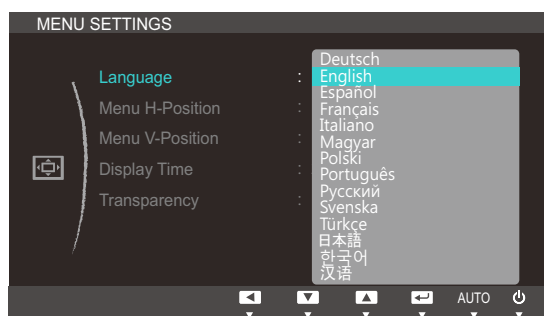 MENU SETTINGS
Language :
Menu H-Position :
Menu V-Position :
Display Time :
Transparency :
Deutsch
English
Español
Français
Italiano
Magyar
Polski
Português
Русский
Svenska
Türkçe
日本語
한국어
汉语
AUTO